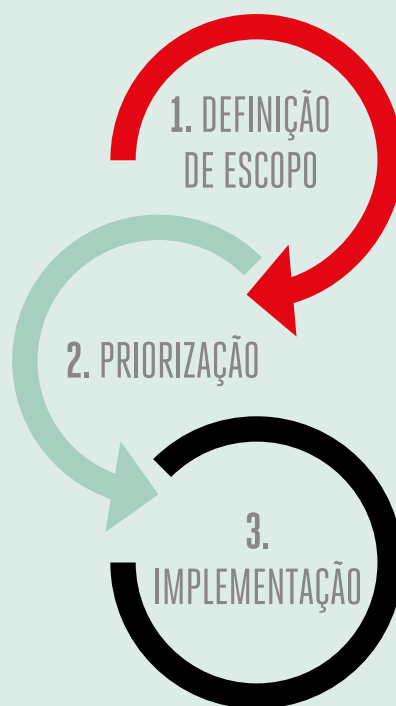 1. DEFINIÇÃO
DE ESCOPO
2. PRIORIZAÇÃO
3.
IMPLEMENTAÇÃO